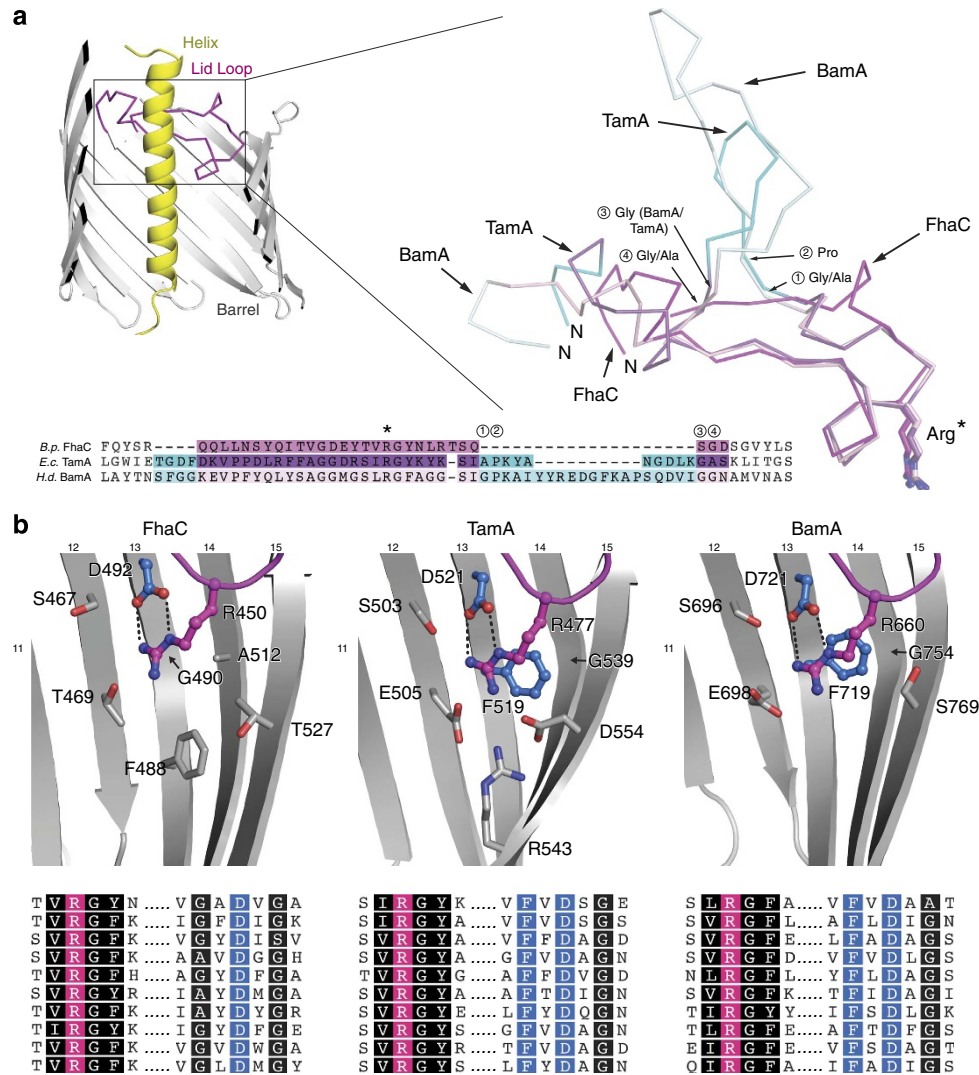 a
Helix
Lid Loop
Barrel
BamA
TamA
③ Gly (BamA/
TamA)
④ Gly/Ala
② Pro
① Gly/Ala
FhaC
TamA
BamA
N
N
N
FhaC
Arg*
* ①② ③④
B.p. FhaC FQYSR------QQLLNSYQITVGDEYTVRGYNLRTSQ--------------------SGDSGVYLS
E.c. TamA LGWIETGDFDKVPPDLRFFAGGDRSIRGYKYK-SIAPKYA----------NGDLKGASKLITGS
H.d. BamA LAYTNSFGGKEVPFYQLYSAGGMGSLRGFAGG-SIGPKAIYYREDGFKAPSQDVIGGNAMVNAS
b
FhaC
12 13 14 15
11
D492
S467
R450
A512
G490
T469
T527
F488
TamA
12 13 14 15
11
D521
S503
R477
G539
E505
F519
D554
R543
BamA
12 13 14 15
11
D721
S696
R660
G754
E698
F719
S769
TVRGYN.....VGADVGA
TVRGFK.....IGFDIGK
SVRGFK.....VGYDISV
SVRGFK.....AAVDGGH
TVRGFH.....AGYDFGA
SVRGYR.....IAYDMGA
TVRGFK.....IAYDYGR
TIRGYK.....IGYDFGE
TVRGFK.....VGVDWGA
TVRGFK.....VGLDMGY
SIRGYK.....VFVDSGE
SIRGYK.....VFVDSGS
SVRGYA.....VFFDAGD
SVRGYA.....GFVDAGN
TVRGYG.....AFFDVGD
SVRGYA.....AFTDIGN
SVRGYE.....LFYDQGN
SVRGYS.....GFVDAGN
SVRGYR.....TFVDAGD
SVRGYS.....LFYDAGN
SLRGFA.....VFVDAAT
SVRGFL.....AFLDIGN
SVRGFE.....LFADAGS
SVRGFD.....VFVDLGS
NLRGFL.....YFLDAGS
SVRGFK.....TFIDAGI
TIRGYY.....IFSDLGK
TLRGFE.....AFTDFGS
EIRGFE.....VFSDAGT
QIRGFA.....IFADIGS